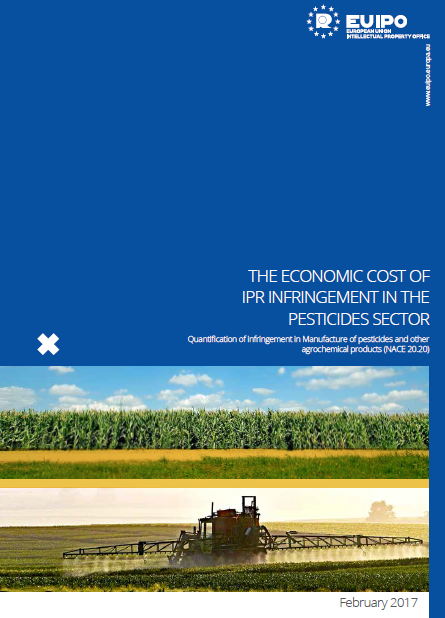 EUIPO
EUROPEAN UNION
INTELLECTUAL PROPERTY OFFICE
www.euipo.europa.eu
THE ECONOMIC COST OF
IPR INFRINGEMENT IN THE
PESTICIDES SECTOR
Quantification of infringement in Manufacture of pesticides and other
agrochemical products (NACE 20.20)
February 2017